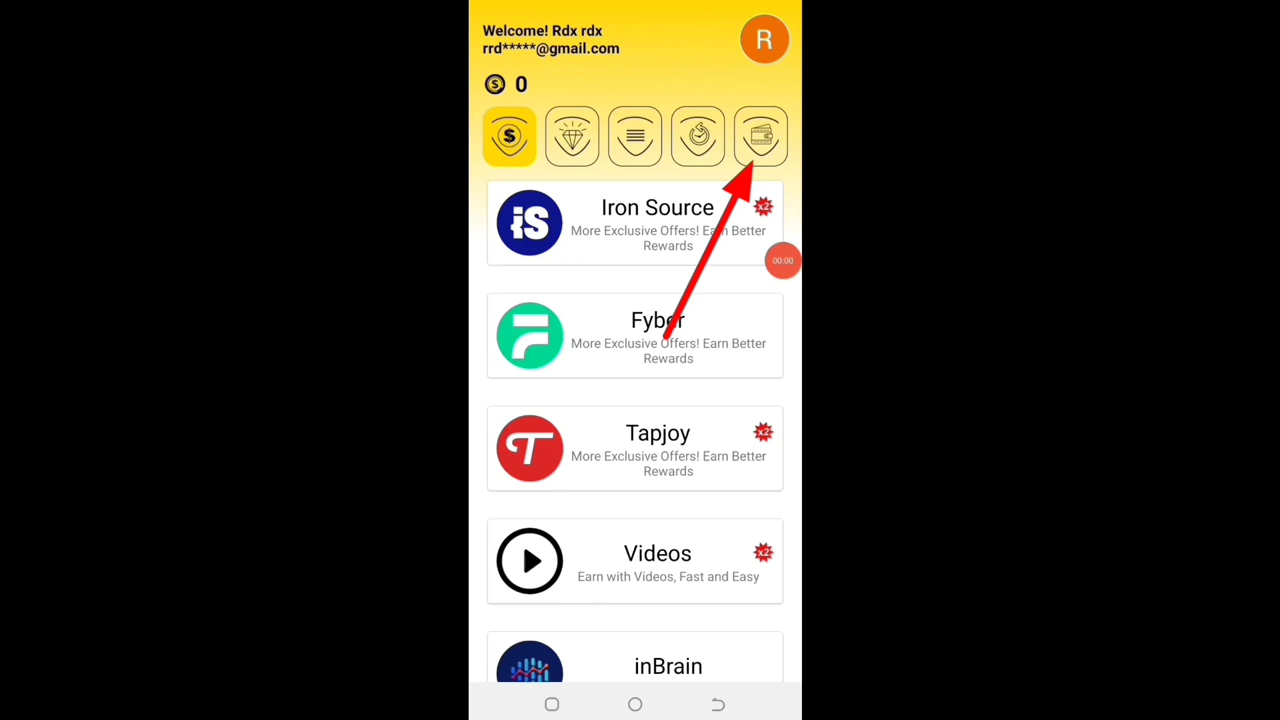 Welcome! Rdx rdx
rrd*****@gmail.com
R
$ 0
$
iS
Iron Source
x2
More Exclusive Offers! Earn Better
Rewards
00:00
F
Fyber
More Exclusive Offers! Earn Better
Rewards
T
Tapjoy
x2
More Exclusive Offers! Earn Better
Rewards
Videos
x2
Earn with Videos, Fast and Easy
inBrain